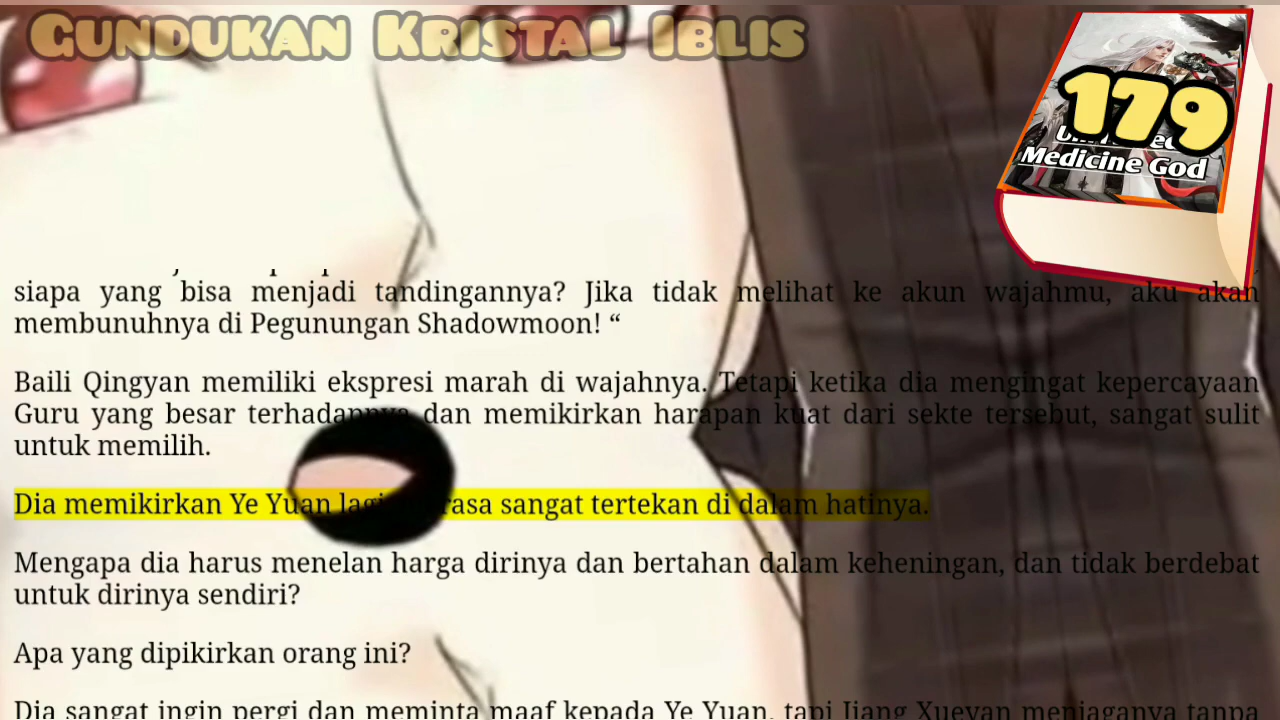 Gundukan Kristal Iblis
179
Medicine God
siapa yang bisa menjadi tandingannya? Jika tidak melihat ke akun wajahmu, aku akan
membunuhnya di Pegunungan Shadowmoon! “
Baili Qingyan memiliki ekspresi marah di wajahnya. Tetapi ketika dia mengingat kepercayaan
Guru yang besar terhadapnya dan memikirkan harapan kuat dari sekte tersebut, sangat sulit
untuk memilih.
Dia memikirkan Ye Yuan sangat tertekan di dalam hatinya.
Mengapa dia harus menelan harga dirinya dan bertahan dalam keheningan, dan tidak berdebat
untuk dirinya sendiri?
Apa yang dipikirkan orang ini?
Dia sangat ingin pergi dan meminta maaf kepada Ye Yuan, tapi Jiang Xueyan menjaganya tanpa